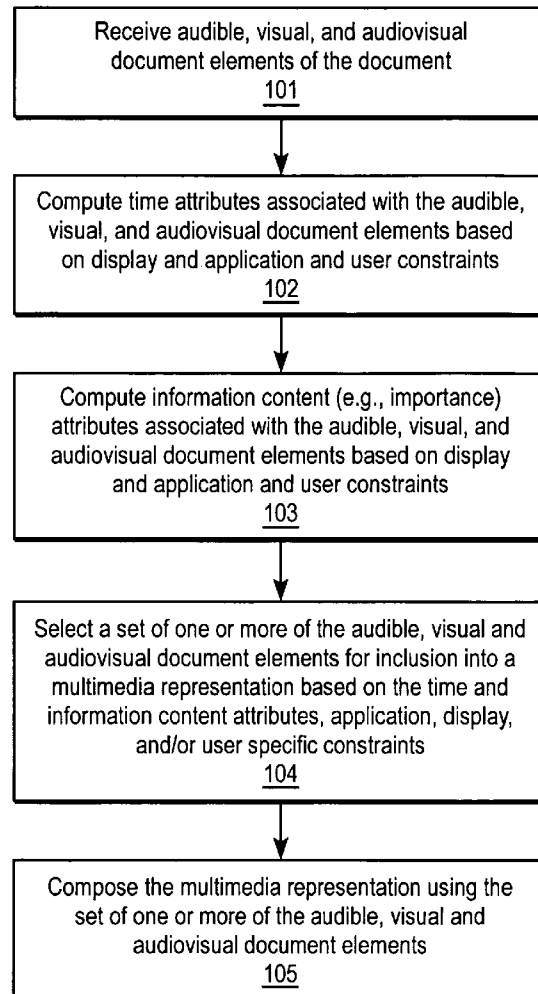 Receive audible, visual, and audiovisual
document elements of the document
101
Compute time attributes associated with the audible,
visual, and audiovisual document elements based
on display and application and user constraints
102
Compute information content (e.g., importance)
attributes associated with the audible, visual, and
audiovisual document elements based on display
and application and user constraints
103
Select a set of one or more of the audible, visual and
audiovisual document elements for inclusion into a
multimedia representation based on the time and
information content attributes, application, display,
and/or user specific constraints
104
Compose the multimedia representation using the
set of one or more of the audible, visual and
audiovisual document elements
105